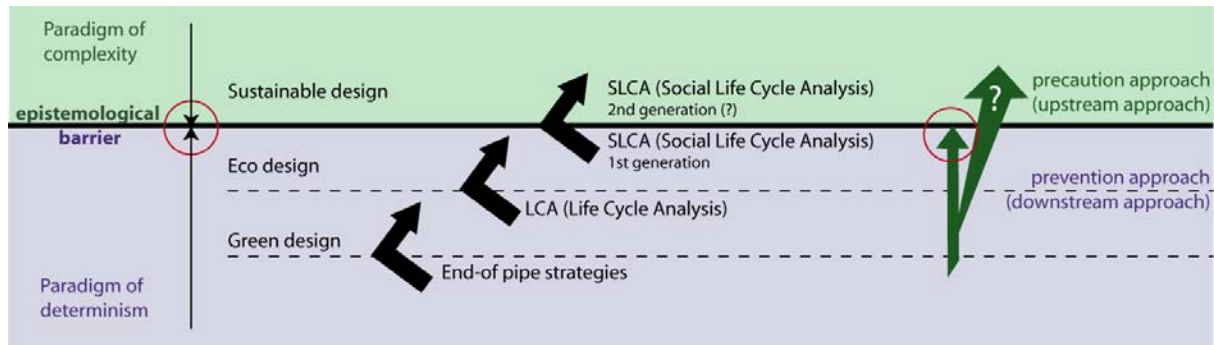 Paradigm of
complexity
epistemological
barrier
Paradigm of
determinism
Sustainable design
Eco design
Green design
SLCA (Social Life Cycle Analysis)
2nd generation (?)
SLCA (Social Life Cycle Analysis)
1st generation
LCA (Life Cycle Analysis)
End-of pipe strategies
?
precaution approach
(upstream approach)
prevention approach
(downstream approach)